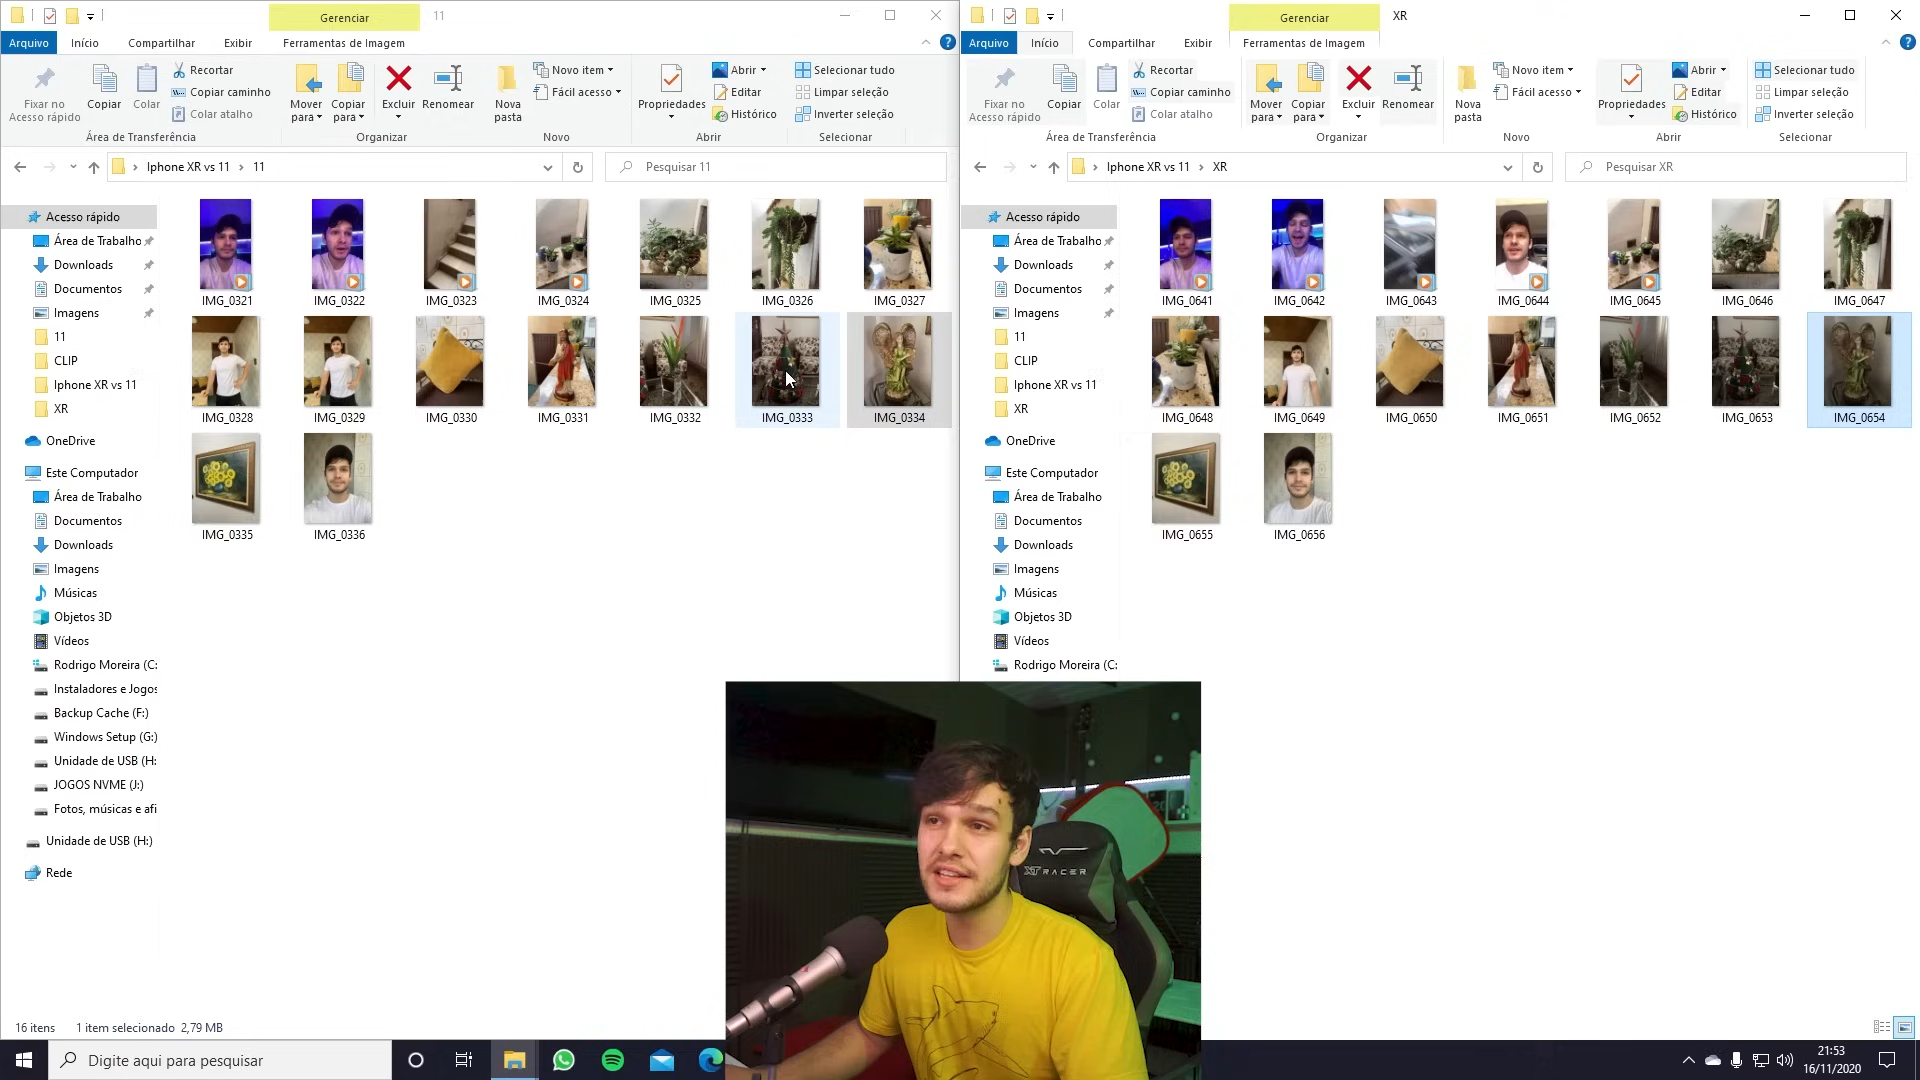 Gerenciar
11
Arquivo
Início
Compartilhar
Exibir
Ferramentas de Imagem
Fixar no
Acesso rápido
Copiar
Colar
Recortar
Copiar caminho
Colar atalho
Mover
para
Copiar
para
Excluir
Renomear
Nova
pasta
Novo item
Fácil acesso
Propriedades
Abrir
Editar
Histórico
Selecionar tudo
Limpar seleção
Inverter seleção
Área de Transferência
Organizar
Novo
Abrir
Selecionar
Iphone XR vs 11 › 11
Pesquisar 11
Acesso rápido
Área de Trabalho
Downloads
Documentos
Imagens
11
CLIP
Iphone XR vs 11
XR
OneDrive
Este Computador
Área de Trabalho
Documentos
Downloads
Imagens
Músicas
Objetos 3D
Vídeos
Rodrigo Moreira (C:
Instaladores e Jogos
Backup Cache (F:)
Windows Setup (G:)
Unidade de USB (H:
JOGOS NVME (J:)
Fotos, músicas e afi
Unidade de USB (H:)
Rede
IMG_0321
IMG_0322
IMG_0323
IMG_0324
IMG_0325
IMG_0326
IMG_0327
IMG_0328
IMG_0329
IMG_0330
IMG_0331
IMG_0332
IMG_0333
IMG_0334
IMG_0335
IMG_0336
16 itens
1 item selecionado 2,79 MB
Gerenciar
XR
Arquivo
Início
Compartilhar
Exibir
Ferramentas de Imagem
Fixar no
Acesso rápido
Copiar
Colar
Recortar
Copiar caminho
Colar atalho
Mover
para
Copiar
para
Excluir
Renomear
Nova
pasta
Novo item
Fácil acesso
Propriedades
Abrir
Editar
Histórico
Selecionar tudo
Limpar seleção
Inverter seleção
Área de Transferência
Organizar
Novo
Abrir
Selecionar
Iphone XR vs 11 › XR
Pesquisar XR
Acesso rápido
Área de Trabalho
Downloads
Documentos
Imagens
11
CLIP
Iphone XR vs 11
XR
OneDrive
Este Computador
Área de Trabalho
Documentos
Downloads
Imagens
Músicas
Objetos 3D
Vídeos
Rodrigo Moreira (C:
IMG_0641
IMG_0642
IMG_0643
IMG_0644
IMG_0645
IMG_0646
IMG_0647
IMG_0648
IMG_0649
IMG_0650
IMG_0651
IMG_0652
IMG_0653
IMG_0654
IMG_0655
IMG_0656
XT RACER
Digite aqui para pesquisar
21:53
16/11/2020